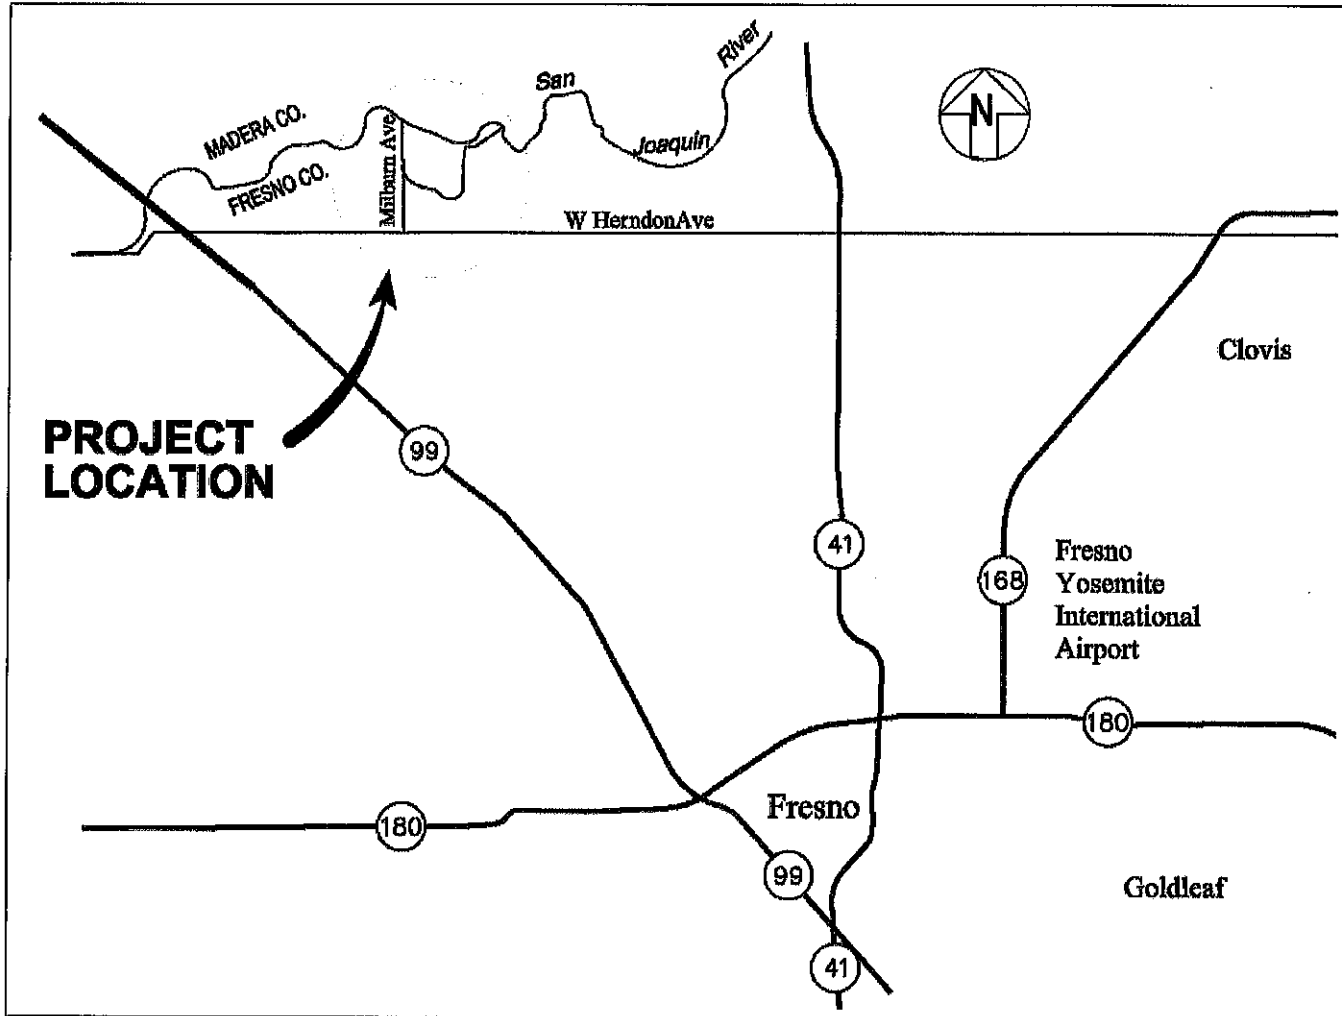 San
River
N
MADERA CO.
Milburn Ave
Joaquin
FRESNO CO.
W HerndonAve
Clovis
PROJECT
LOCATION
99
41
168
Fresno
Yosemite
International
Airport
180
Fresno
180
99
Goldleaf
41